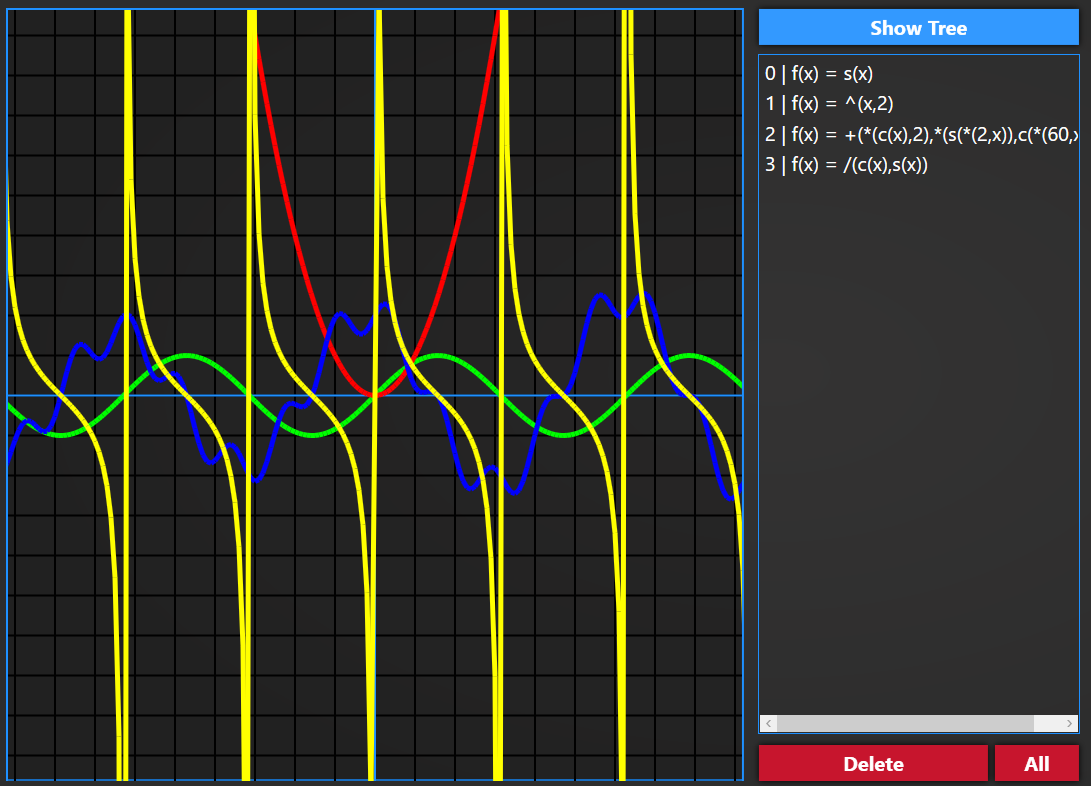 Show Tree
0 | f(x) = s(x)
1 | f(x) = ^(x,2)
2 | f(x) = +(*(c(x),2),*(s(*(2,x)),c(*(60,x
3 | f(x) = /(c(x),s(x))
Delete
All